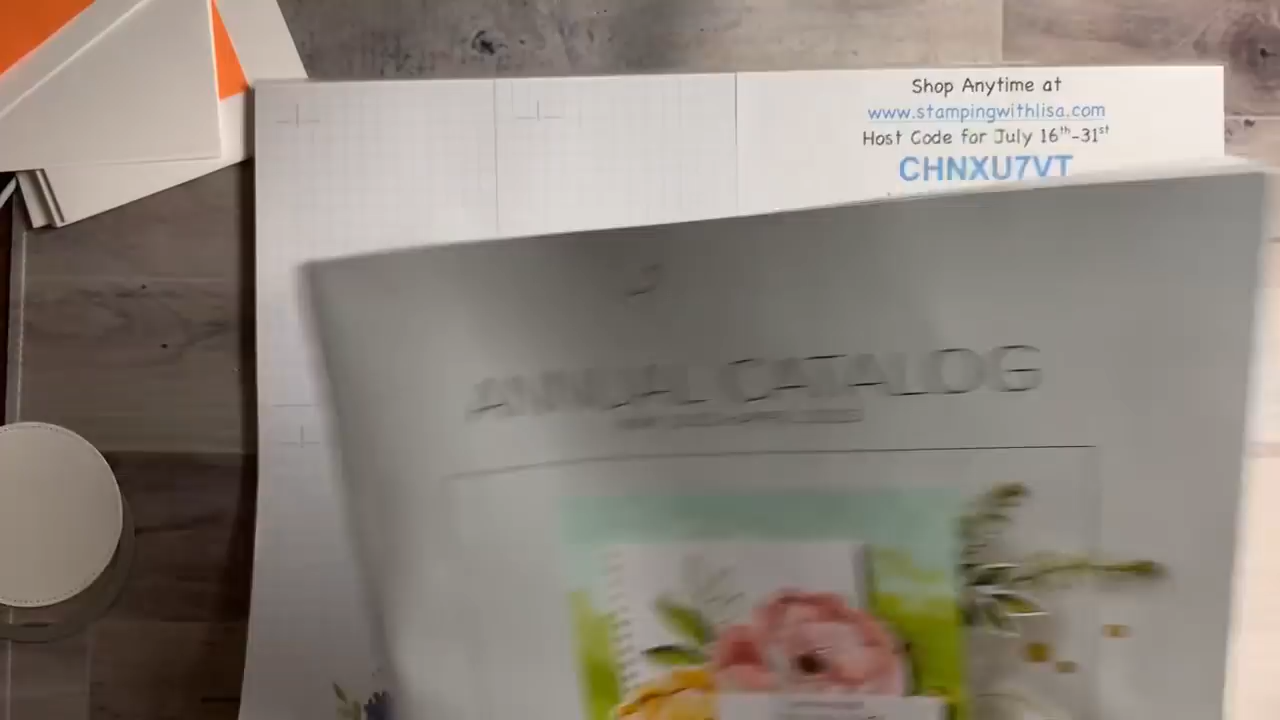 Shop Anytime at
www.stampingwithlisa.com
Host Code for July 16th-31st
CHNXU7VT
ANNUAL CATALOG